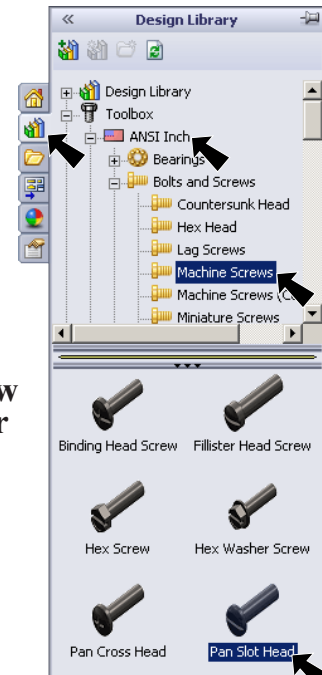 Design Library
Design Library
Toolbox
ANSI Inch
Bearings
Bolts and Screws
Countersunk Head
Hex Head
Lag Screws
Machine Screws
Machine Screws
Miniature Screws
w
r
Binding Head Screw Fillister Head Screw
Hex Screw Hex Washer Screw
Pan Cross Head Pan Slot Head